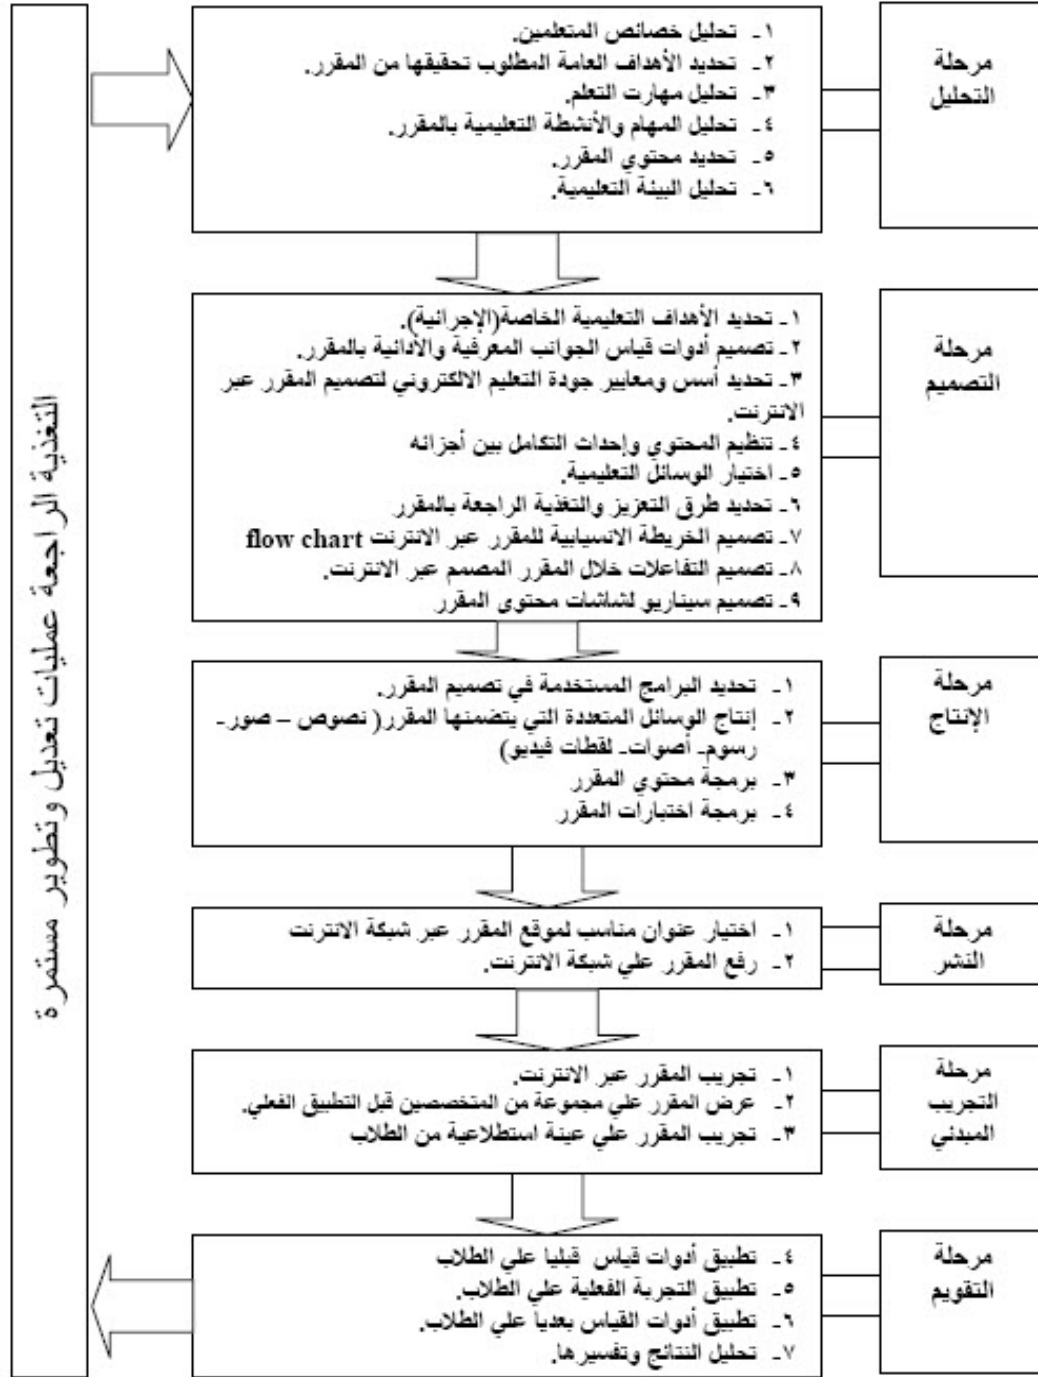 مرحلة
التحليل
١- تحليل خصائص المتعلمين.
٢- تحديد الأهداف العامة المطلوب تحقيقها من المقرر.
٣- تحليل مهارت التعلم.
٤- تحليل المهام والأنشطة التعليمية بالمقرر.
٥- تحديد محتوي المقرر.
٦- تحليل البيئة التعليمية.
مرحلة
التصميم
١- تحديد الأهداف التعليمية الخاصة(الإجرائية).
٢- تصميم أدوات قياس الجوانب المعرفية والأدائية بالمقرر.
٣- تحديد أسس ومعايير جودة التعليم الالكتروني لتصميم المقرر عبر
الانترنت.
٤- تنظيم المحتوي وإحداث التكامل بين أجزائه
٥- اختيار الوسائل التعليمية.
٦- تحديد طرق التعزيز والتغذية الراجعة بالمقرر
٧- تصميم الخريطة الانسيابية للمقرر عبر الانترنت flow chart
٨- تصميم التفاعلات خلال المقرر المصمم عبر الانترنت.
٩- تصميم سيناريو لشاشات محتوي المقرر
مرحلة
الإنتاج
١- تحديد البرامج المستخدمة في تصميم المقرر.
٢- إنتاج الوسائل المتعددة التي يتضمنها المقرر( نصوص – صور-
رسوم- أصوات- لقطات فيديو)
٣- برمجة محتوي المقرر
٤- برمجة اختبارات المقرر
مرحلة
النشر
١- اختيار عنوان مناسب لموقع المقرر عبر شبكة الانترنت
٢- رفع المقرر علي شبكة الانترنت.
مرحلة
التجريب
المبدئي
١- تجريب المقرر عبر الانترنت.
٢- عرض المقرر علي مجموعة من المتخصصين قبل التطبيق الفعلي.
٣- تجريب المقرر علي عينة استطلاعية من الطلاب
مرحلة
التقويم
٤- تطبيق أدوات قياس قبليا علي الطلاب
٥- تطبيق التجربة الفعلية علي الطلاب.
٦- تطبيق أدوات القياس بعديا علي الطلاب.
٧- تحليل النتائج وتفسيرها.
التغذية الراجعة عمليات تعديل وتطوير مستمرة